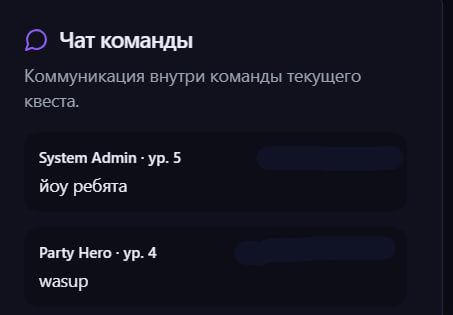 Чат команды
Коммуникация внутри команды текущего
квеста.
System Admin · ур. 5
йоу ребята
Party Hero · ур. 4
wasup